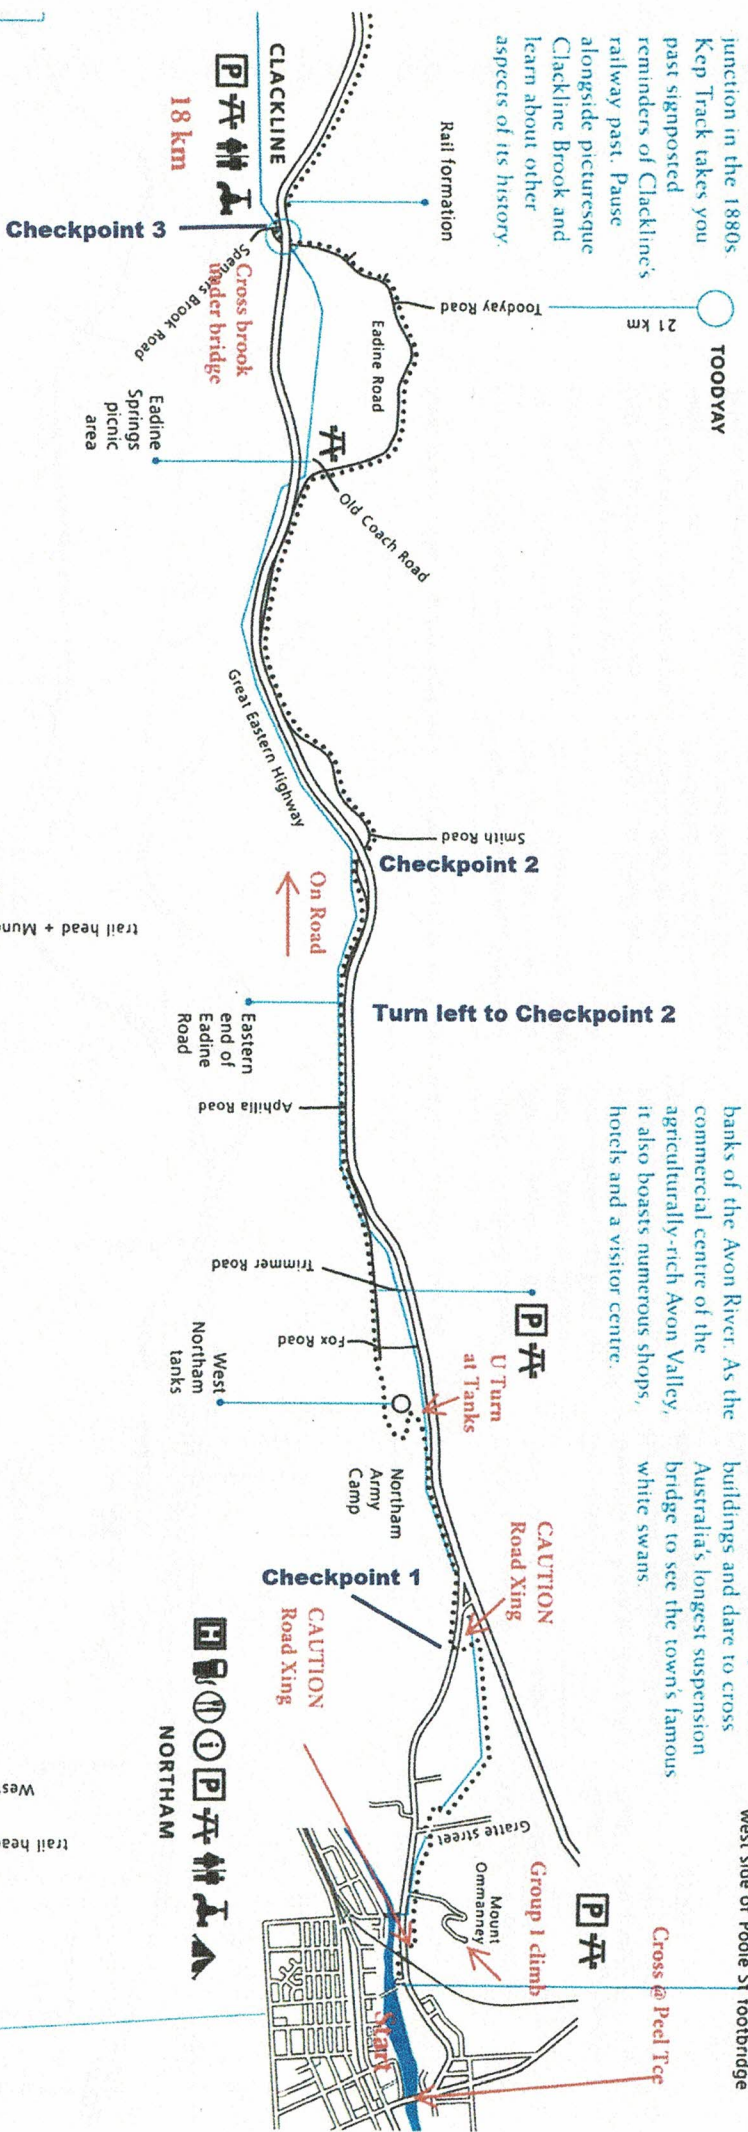 junction in the 1880s.
Kep Track takes you
past signposted
reminders of Clackline's
railway past. Pause
alongside picturesque
Clackline Brook and
learn about other
aspects of its history.
TOODYAY
21 km
Toodyay Road
Rail formation
CLACKLINE
P
18 km
Checkpoint 3
Spencers Brook Road
Cross brook
under bridge
Eadine Road
Eadine
Springs
picnic
area
Old Coach Road
Great Eastern Highway
Smith Road
Checkpoint 2
On Road
trail head + Mun
Turn left to Checkpoint 2
Eastern
end of
Eadine
Road
Aphilla Road
banks of the Avon River. As the
commercial centre of the
agriculturally-rich Avon Valley,
it also boasts numerous shops,
hotels and a visitor centre.
Trimmer Road
P
Fox Road
U Turn
at Tanks
West
Northam
tanks
Northam
Army
Camp
buildings and dare to cross
Australia's longest suspension
bridge to see the town's famous
white swans.
CAUTION
Road Xing
Checkpoint 1
CAUTION
Road Xing
H
i
P
NORTHAM
Gratte Street
Mount
Ommanney
Group 1 climb
P
Cross @ Peel Tce
West side of Poole St footbridge
Start
Wes
trail head